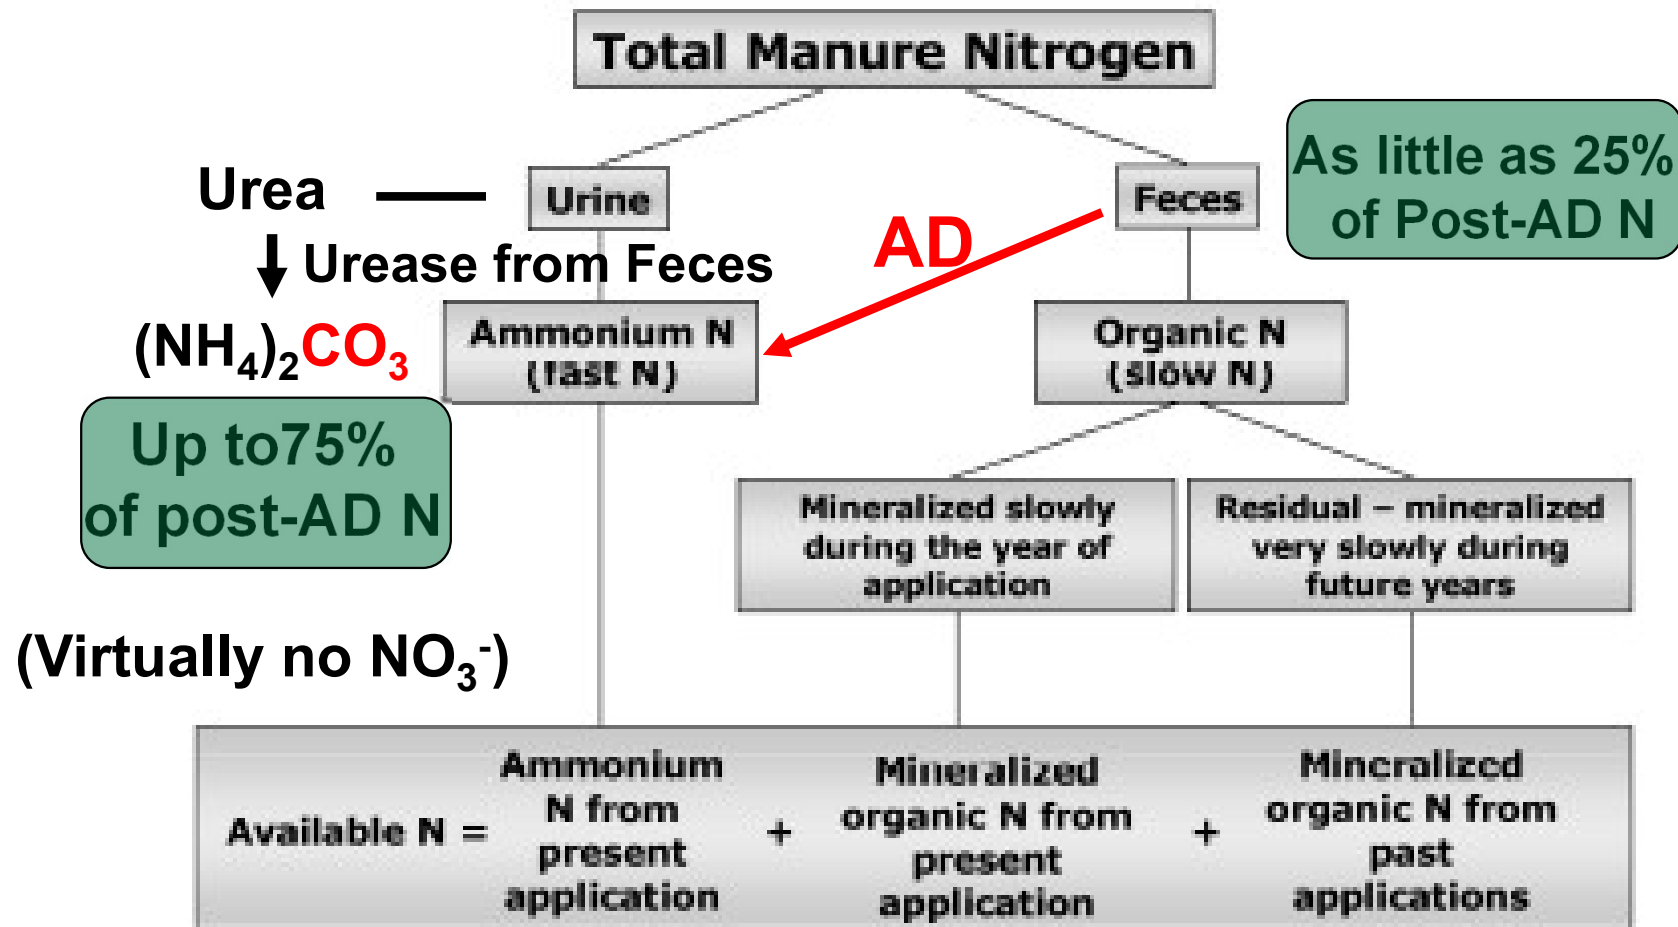 Total Manure Nitrogen
As little as 25%
of Post-AD N
Urea
Urine
Feces
AD
Urease from Feces
(NH₄)₂CO₃
Ammonium N
(fast N)
Organic N
(slow N)
Up to75%
of post-AD N
Mineralized slowly
during the year of
application
Residual – mineralized
very slowly during
future years
(Virtually no NO₃⁻)
Available N =
Ammonium
N from
present
application
+
Mineralized
organic N from
present
application
+
Mineralized
organic N from
past
applications